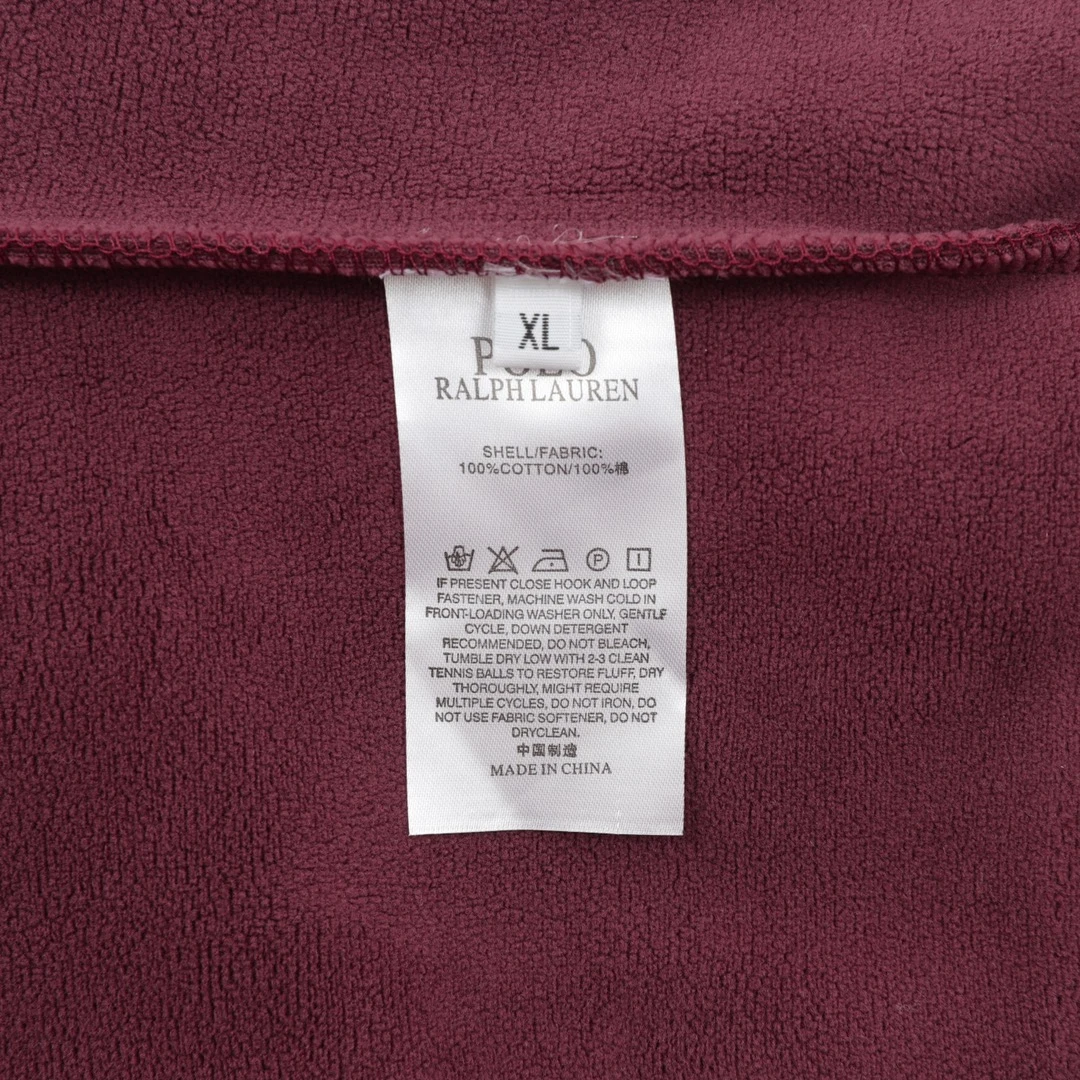 XL
POLO
RALPH LAUREN
SHELL/FABRIC:
100%COTTON/100%棉
IF PRESENT CLOSE HOOK AND LOOP
FASTENER, MACHINE WASH COLD IN
FRONT-LOADING WASHER ONLY, GENTLE
CYCLE, DOWN DETERGENT
RECOMMENDED, DO NOT BLEACH,
TUMBLE DRY LOW WITH 2-3 CLEAN
TENNIS BALLS TO RESTORE FLUFF, DRY
THOROUGHLY, MIGHT REQUIRE
MULTIPLE CYCLES, DO NOT IRON, DO
NOT USE FABRIC SOFTENER, DO NOT
DRYCLEAN.
中国制造
MADE IN CHINA